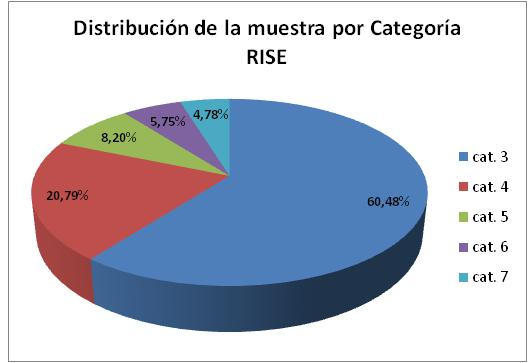 Distribución de la muestra por Categoría
RISE
4,78%
5,75%
8,20%
20,79%
60,48%
cat. 3
cat. 4
cat. 5
cat. 6
cat. 7